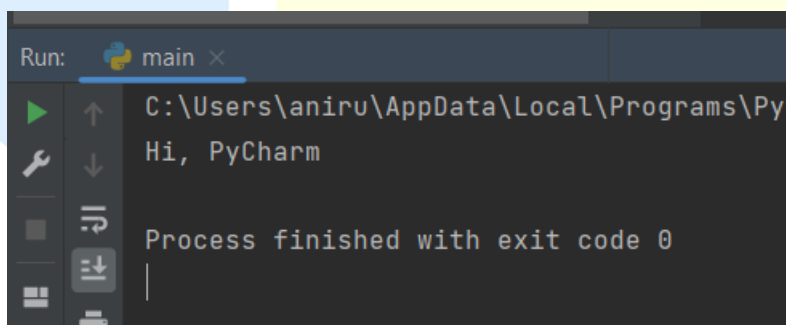 Run: main
C:\Users\aniru\AppData\Local\Programs\Py
Hi, PyCharm
Process finished with exit code 0